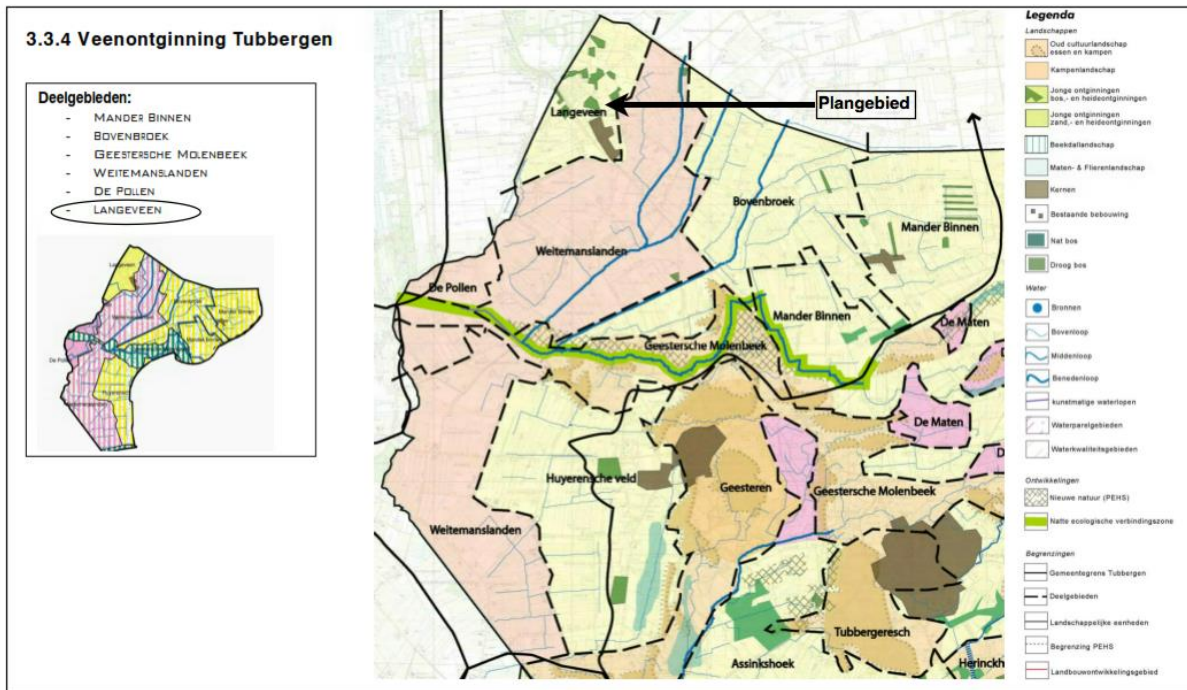 3.3.4 Veenontginning Tubbergen
Deelgebieden:
- MANDER BINNEN
- BOVENBROEK
- GEESTERSCHE MOLENBEEK
- WEITEMANSLANDEN
- DE POLLEN
- LANGEVEEN
Plangebied
Langeveen
Bovenbroek
Mander Binnen
Weitemanslanden
De Pollen
Mander Binnen
De Maten
Geestersche Molenbeek
De Maten
Huyerensche veld
Geesteren
Geestersche Molenbeek
Weitemanslanden
Tubbergeresch
Assinkshoek
Herinckh
Legenda
Landschappen
Oud cultuurlandschap
essen en kampen
Kampenlandschap
Jonge ontginningen
bos,- en heideontginningen
Jonge ontginningen
zand,- en heideontginningen
Beekdallandschap
Maten- & Flierenlandschap
Kernen
Bestaande bebouwing
Nat bos
Droog bos
Water
Bronnen
Bovenloop
Middenloop
Benedenloop
kunstmatige waterlopen
Waterparelgebieden
Waterkwaliteitsgebieden
Ontwikkelingen
Nieuwe natuur (PEHS)
Natte ecologische verbindingszone
Begrenzingen
Gemeentegrens Tubbergen
Deelgebieden
Landschappelijke eenheden
Begrenzing PEHS
Landbouwontwikkelingsgebied